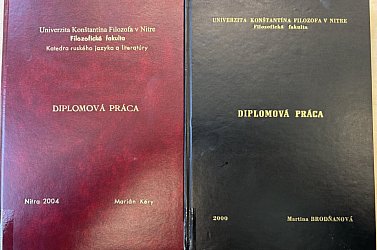 Univerzita Konštantína Filozofa v Nitre
Filozofická fakulta
Katedra ruského jazyka a literatúry
DIPLOMOVÁ PRÁCA
Nitra 2004
Marián Kéry
UNIVERZITA KONŠTANTÍNA FILOZOFA V NITRE
Filozofická fakulta
DIPLOMOVÁ PRÁCA
2000
Martina BRODŇANOVÁ